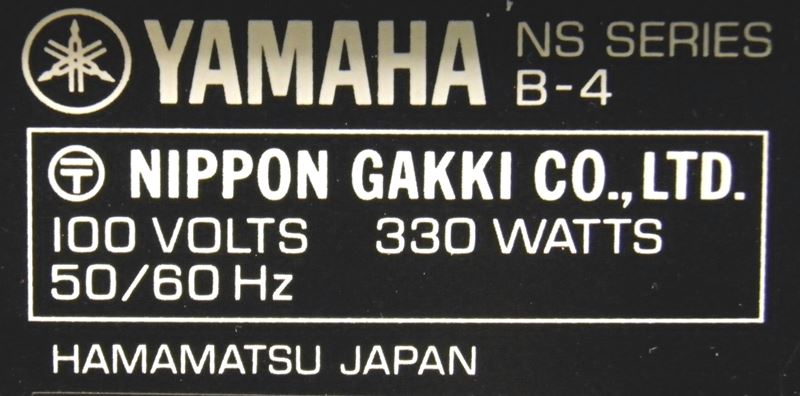 YAMAHA NS SERIES
B-4
〒 NIPPON GAKKI CO., LTD.
100 VOLTS 330 WATTS
50/60 Hz
HAMAMATSU JAPAN